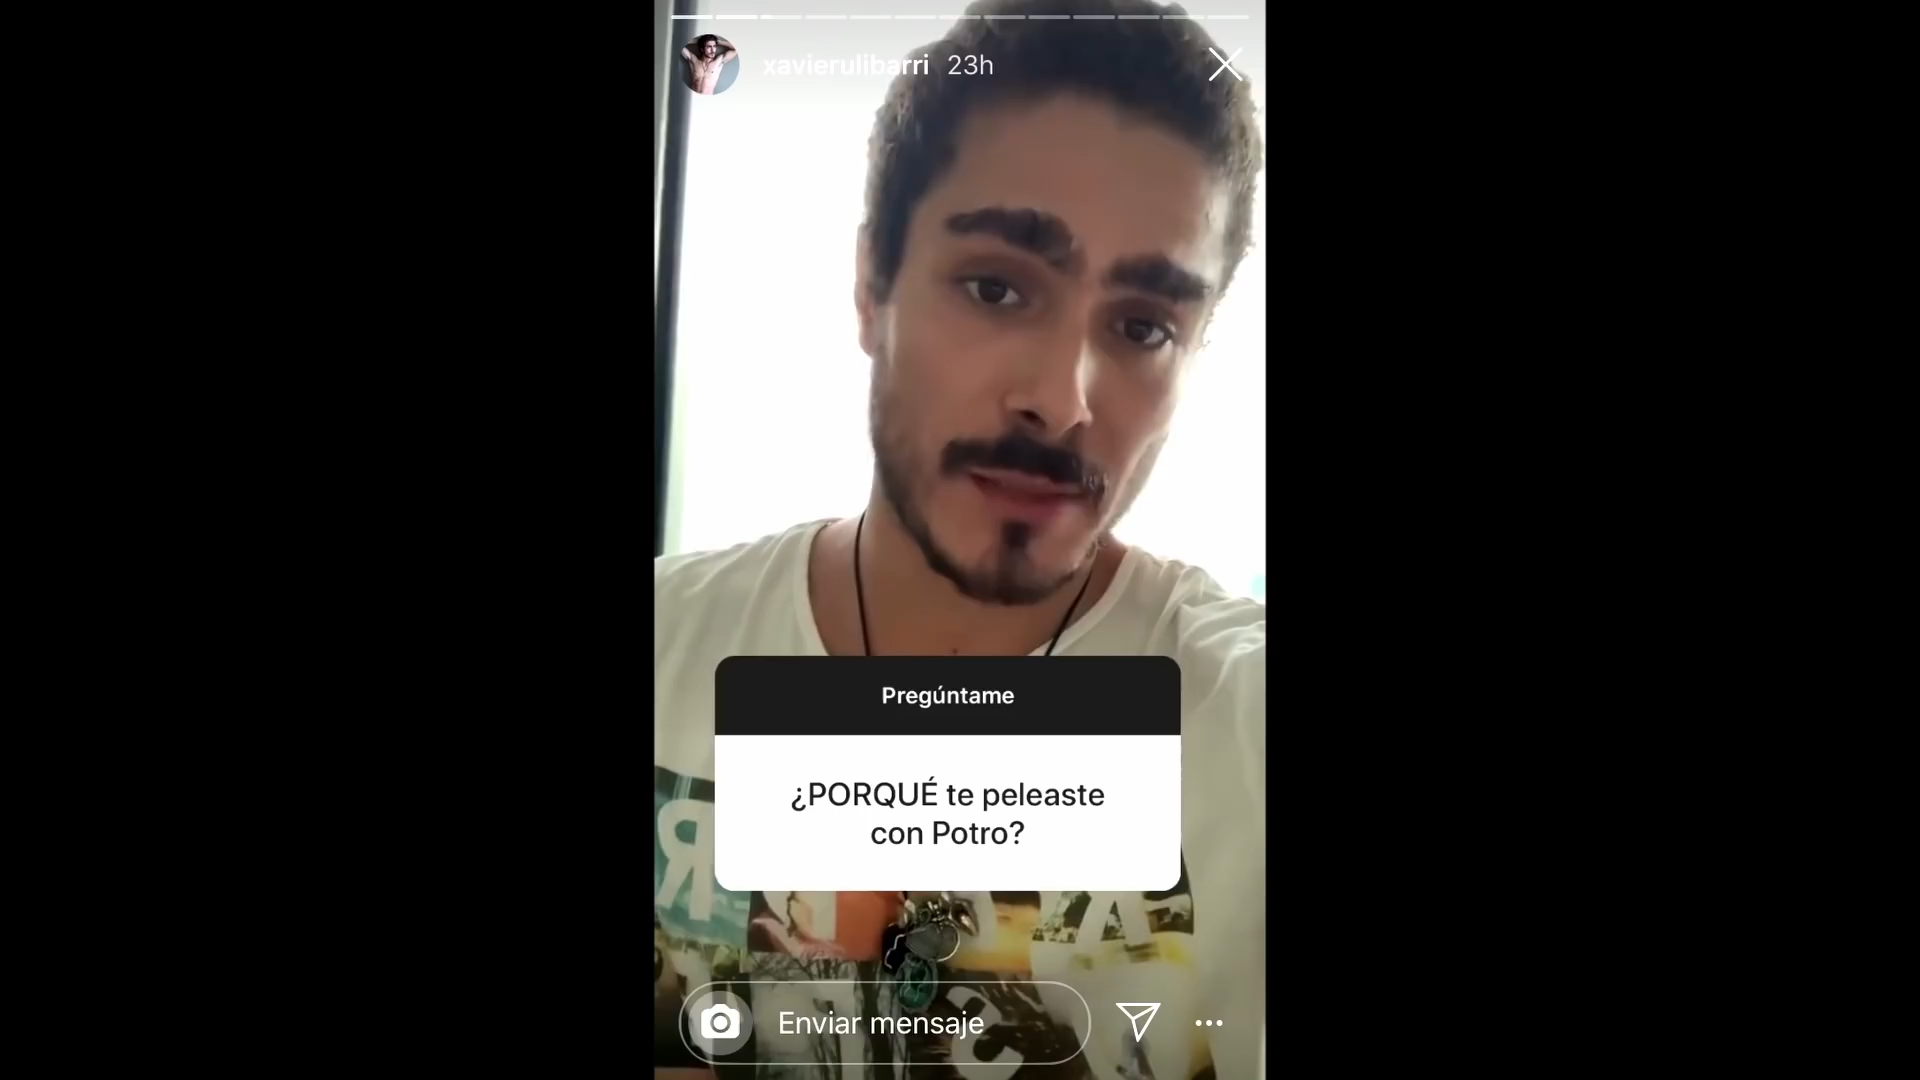 xavierulibarri 23h
Pregúntame
¿PORQUÉ te peleaste
con Potro?
Enviar mensaje